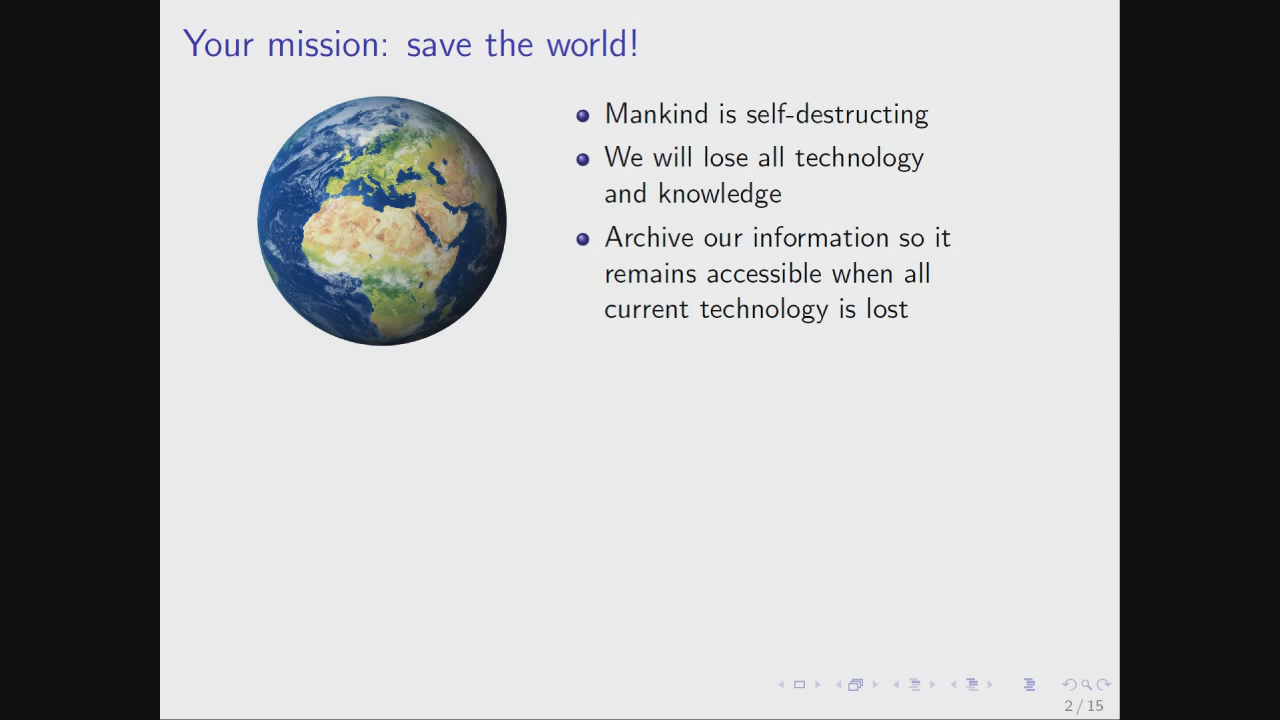 Your mission: save the world!
Mankind is self-destructing
We will lose all technology
and knowledge
Archive our information so it
remains accessible when all
current technology is lost
2 / 15